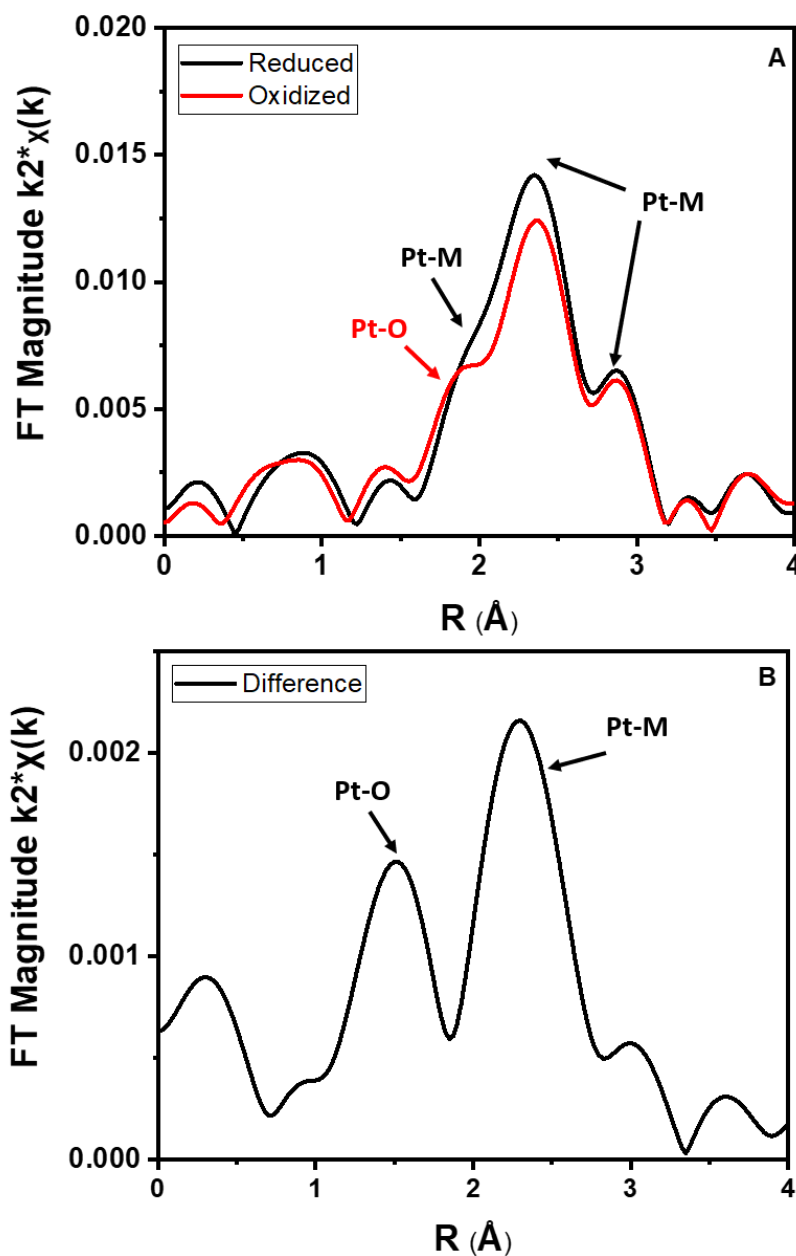 A
Reduced
Oxidized
Pt-M
Pt-M
Pt-O
FT Magnitude k2*χ(k)
0.020
0.015
0.010
0.005
0.000
0 1 2 3 4
R (Å)
B
Difference
Pt-M
Pt-O
FT Magnitude k2*χ(k)
0.002
0.001
0.000
0 1 2 3 4
R (Å)